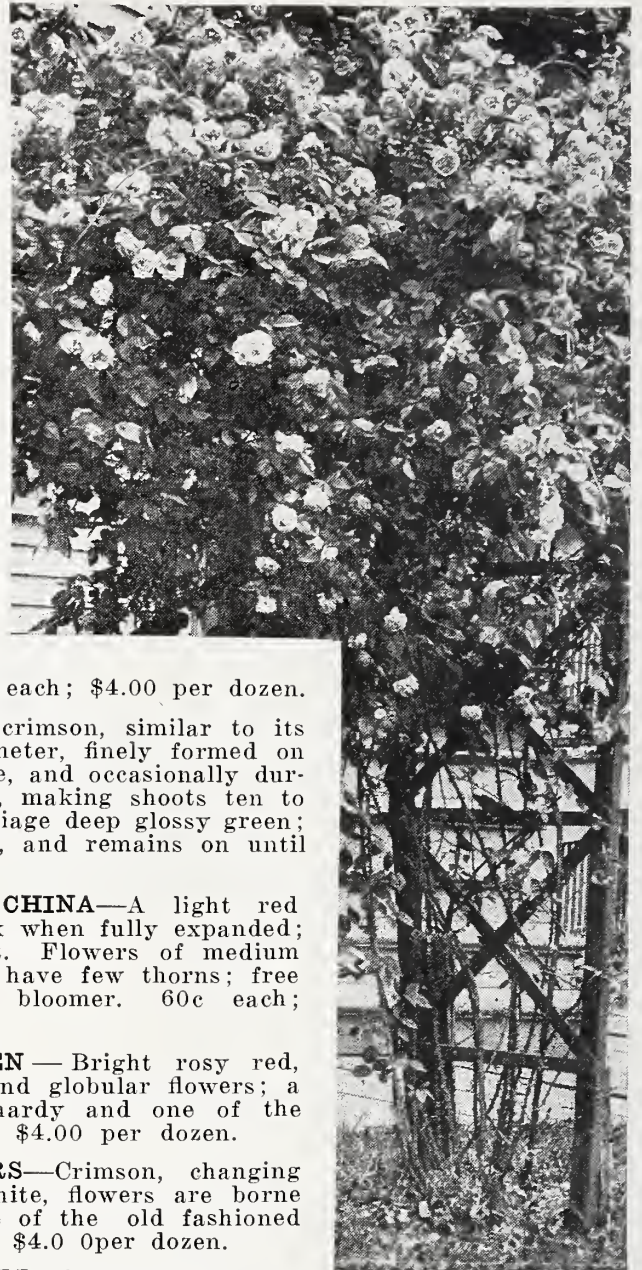 each; $4.00 per dozen.
crimson, similar to its
meter, finely formed on
e, and occasionally dur-
, making shoots ten to
iage deep glossy green;
, and remains on until
CHINA—A light red
when fully expanded;
. Flowers of medium
have few thorns; free
bloomer. 60c each;
EN — Bright rosy red,
nd globular flowers; a
hardy and one of the
$4.00 per dozen.
RS—Crimson, changing
hite, flowers are borne
of the old fashioned
$4.0 0per dozen.